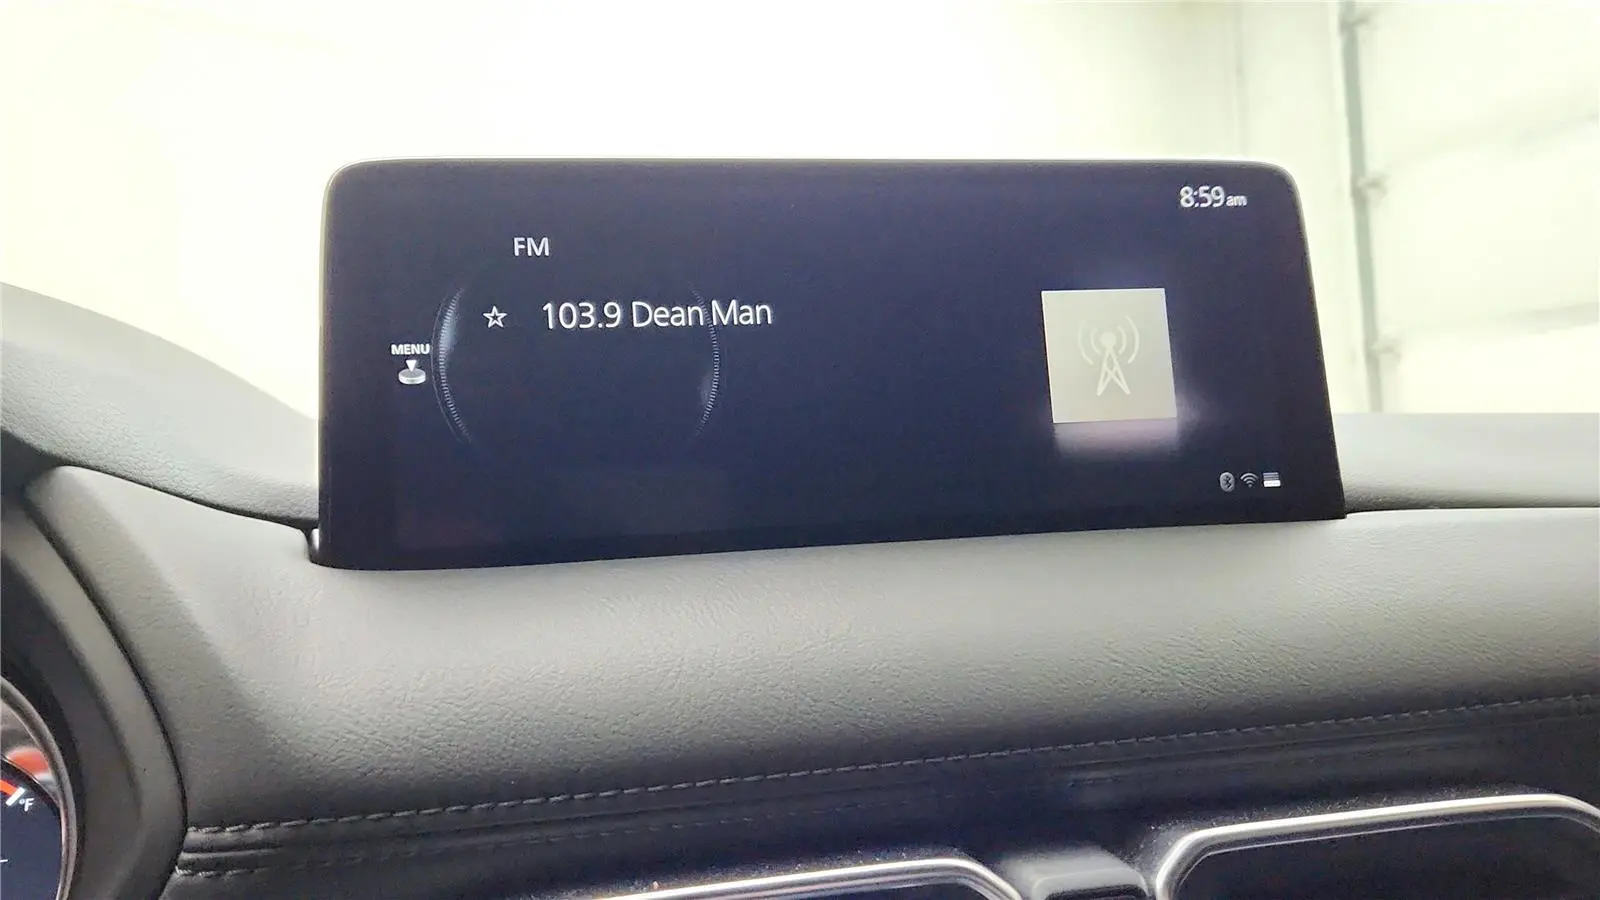 8:59am
FM
☆ 103.9 Dean Man
MENU
°F